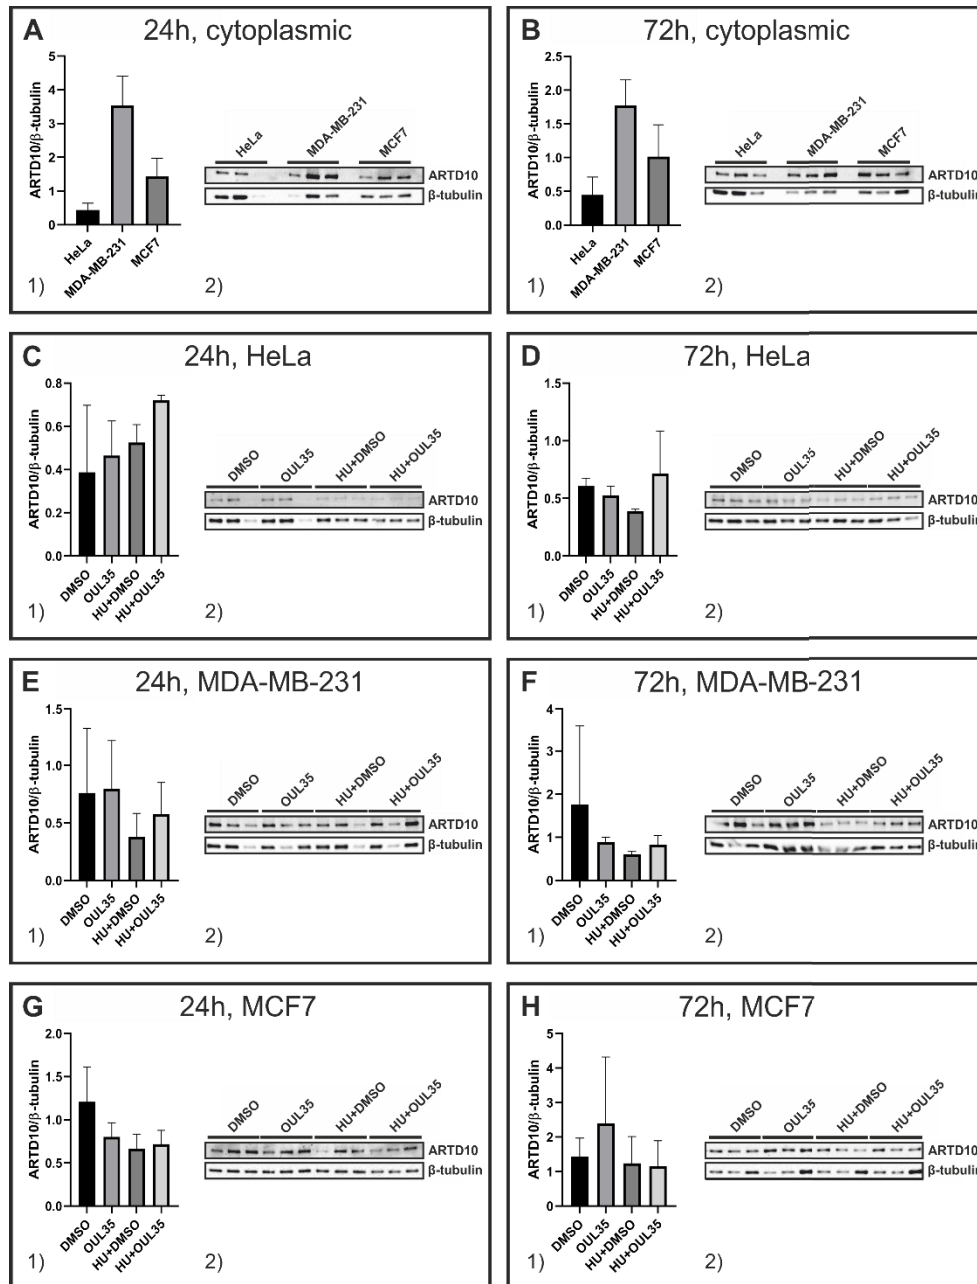 A 24h, cytoplasmic
ARTD10/β-tubulin
5
4
3
2
1
0
HeLa
MDA-MB-231
MCF7
HeLa
MDA-MB-231
MCF7
ARTD10
β-tubulin
1)
2)
B 72h, cytoplasmic
ARTD10/β-tubulin
2.5
2.0
1.5
1.0
0.5
0.0
HeLa
MDA-MB-231
MCF7
HeLa
MDA-MB-231
MCF7
ARTD10
β-tubulin
1)
2)
C 24h, HeLa
ARTD10/β-tubulin
0.8
0.6
0.4
0.2
0.0
DMSO
OUL35
HU+DMSO
HU+OUL35
DMSO
OUL35
HU+DMSO
HU+OUL35
ARTD10
β-tubulin
1)
2)
D 72h, HeLa
ARTD10/β-tubulin
1.5
1.0
0.5
0.0
DMSO
OUL35
HU+DMSO
HU+OUL35
DMSO
OUL35
HU+DMSO
HU+OUL35
ARTD10
β-tubulin
1)
2)
E 24h, MDA-MB-231
ARTD10/β-tubulin
1.5
1.0
0.5
0.0
DMSO
OUL35
HU+DMSO
HU+OUL35
DMSO
OUL35
HU+DMSO
HU+OUL35
ARTD10
β-tubulin
1)
2)
F 72h, MDA-MB-231
ARTD10/β-tubulin
4
3
2
1
0
DMSO
OUL35
HU+DMSO
HU+OUL35
DMSO
OUL35
HU+DMSO
HU+OUL35
ARTD10
β-tubulin
1)
2)
G 24h, MCF7
ARTD10/β-tubulin
2.0
1.5
1.0
0.5
0.0
DMSO
OUL35
HU+DMSO
HU+OUL35
DMSO
OUL35
HU+DMSO
HU+OUL35
ARTD10
β-tubulin
1)
2)
H 72h, MCF7
ARTD10/β-tubulin
5
4
3
2
1
0
DMSO
OUL35
HU+DMSO
HU+OUL35
DMSO
OUL35
HU+DMSO
HU+OUL35
ARTD10
β-tubulin
1)
2)